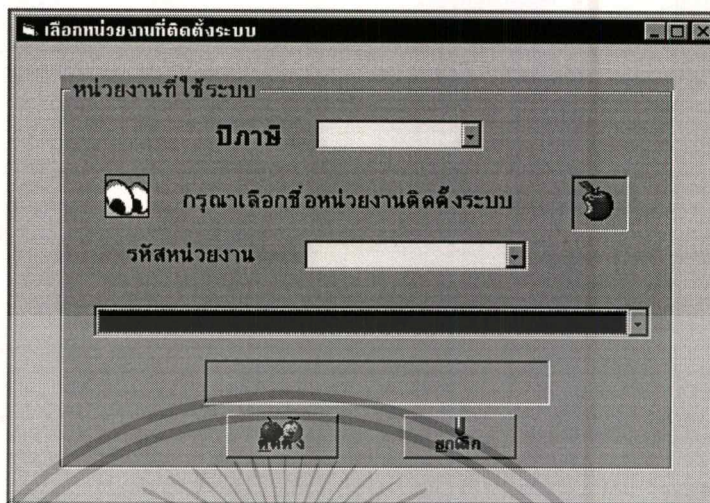 เลือกหน่วยงานที่ติดตั้งระบบ
หน่วยงานที่ใช้ระบบ
ปีภาษี
กรุณาเลือกชื่อหน่วยงานติดตั้งระบบ
รหัสหน่วยงาน
ติดตั้ง
ยกเลิก